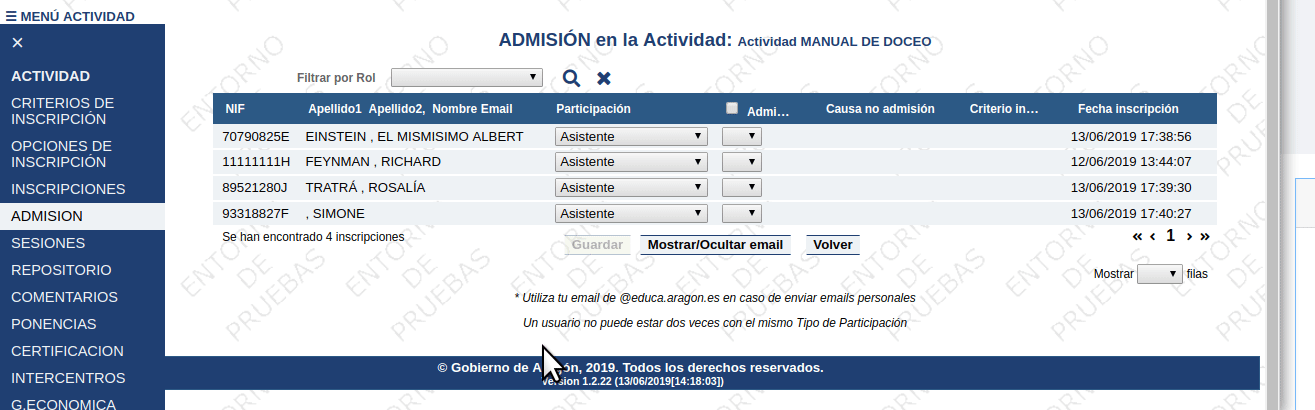 ☰ MENÚ ACTIVIDAD
×
ACTIVIDAD
CRITERIOS DE
INSCRIPCIÓN
OPCIONES DE
INSCRIPCIÓN
INSCRIPCIONES
ADMISION
SESIONES
REPOSITORIO
COMENTARIOS
PONENCIAS
CERTIFICACION
INTERCENTROS
G.ECONOMICA
ADMISIÓN en la Actividad: Actividad MANUAL DE DOCEO
Filtrar por Rol
NIF Apellido1 Apellido2, Nombre Email Participación Admi... Causa no admisión Criterio in... Fecha inscripción
70790825E EINSTEIN , EL MISMISIMO ALBERT Asistente 13/06/2019 17:38:56
11111111H FEYNMAN , RICHARD Asistente 12/06/2019 13:44:07
89521280J TRATRÁ , ROSALÍA Asistente 13/06/2019 17:39:30
93318827F , SIMONE Asistente 13/06/2019 17:40:27
Se han encontrado 4 inscripciones Guardar Mostrar/Ocultar email Volver « ‹ 1 › »
Mostrar filas
* Utiliza tu email de @educa.aragon.es en caso de enviar emails personales
Un usuario no puede estar dos veces con el mismo Tipo de Participación
© Gobierno de Aragón, 2019. Todos los derechos reservados.
Version 1.2.22 (13/06/2019[14:18:03])
ENTORNO
DE
PRUEBAS